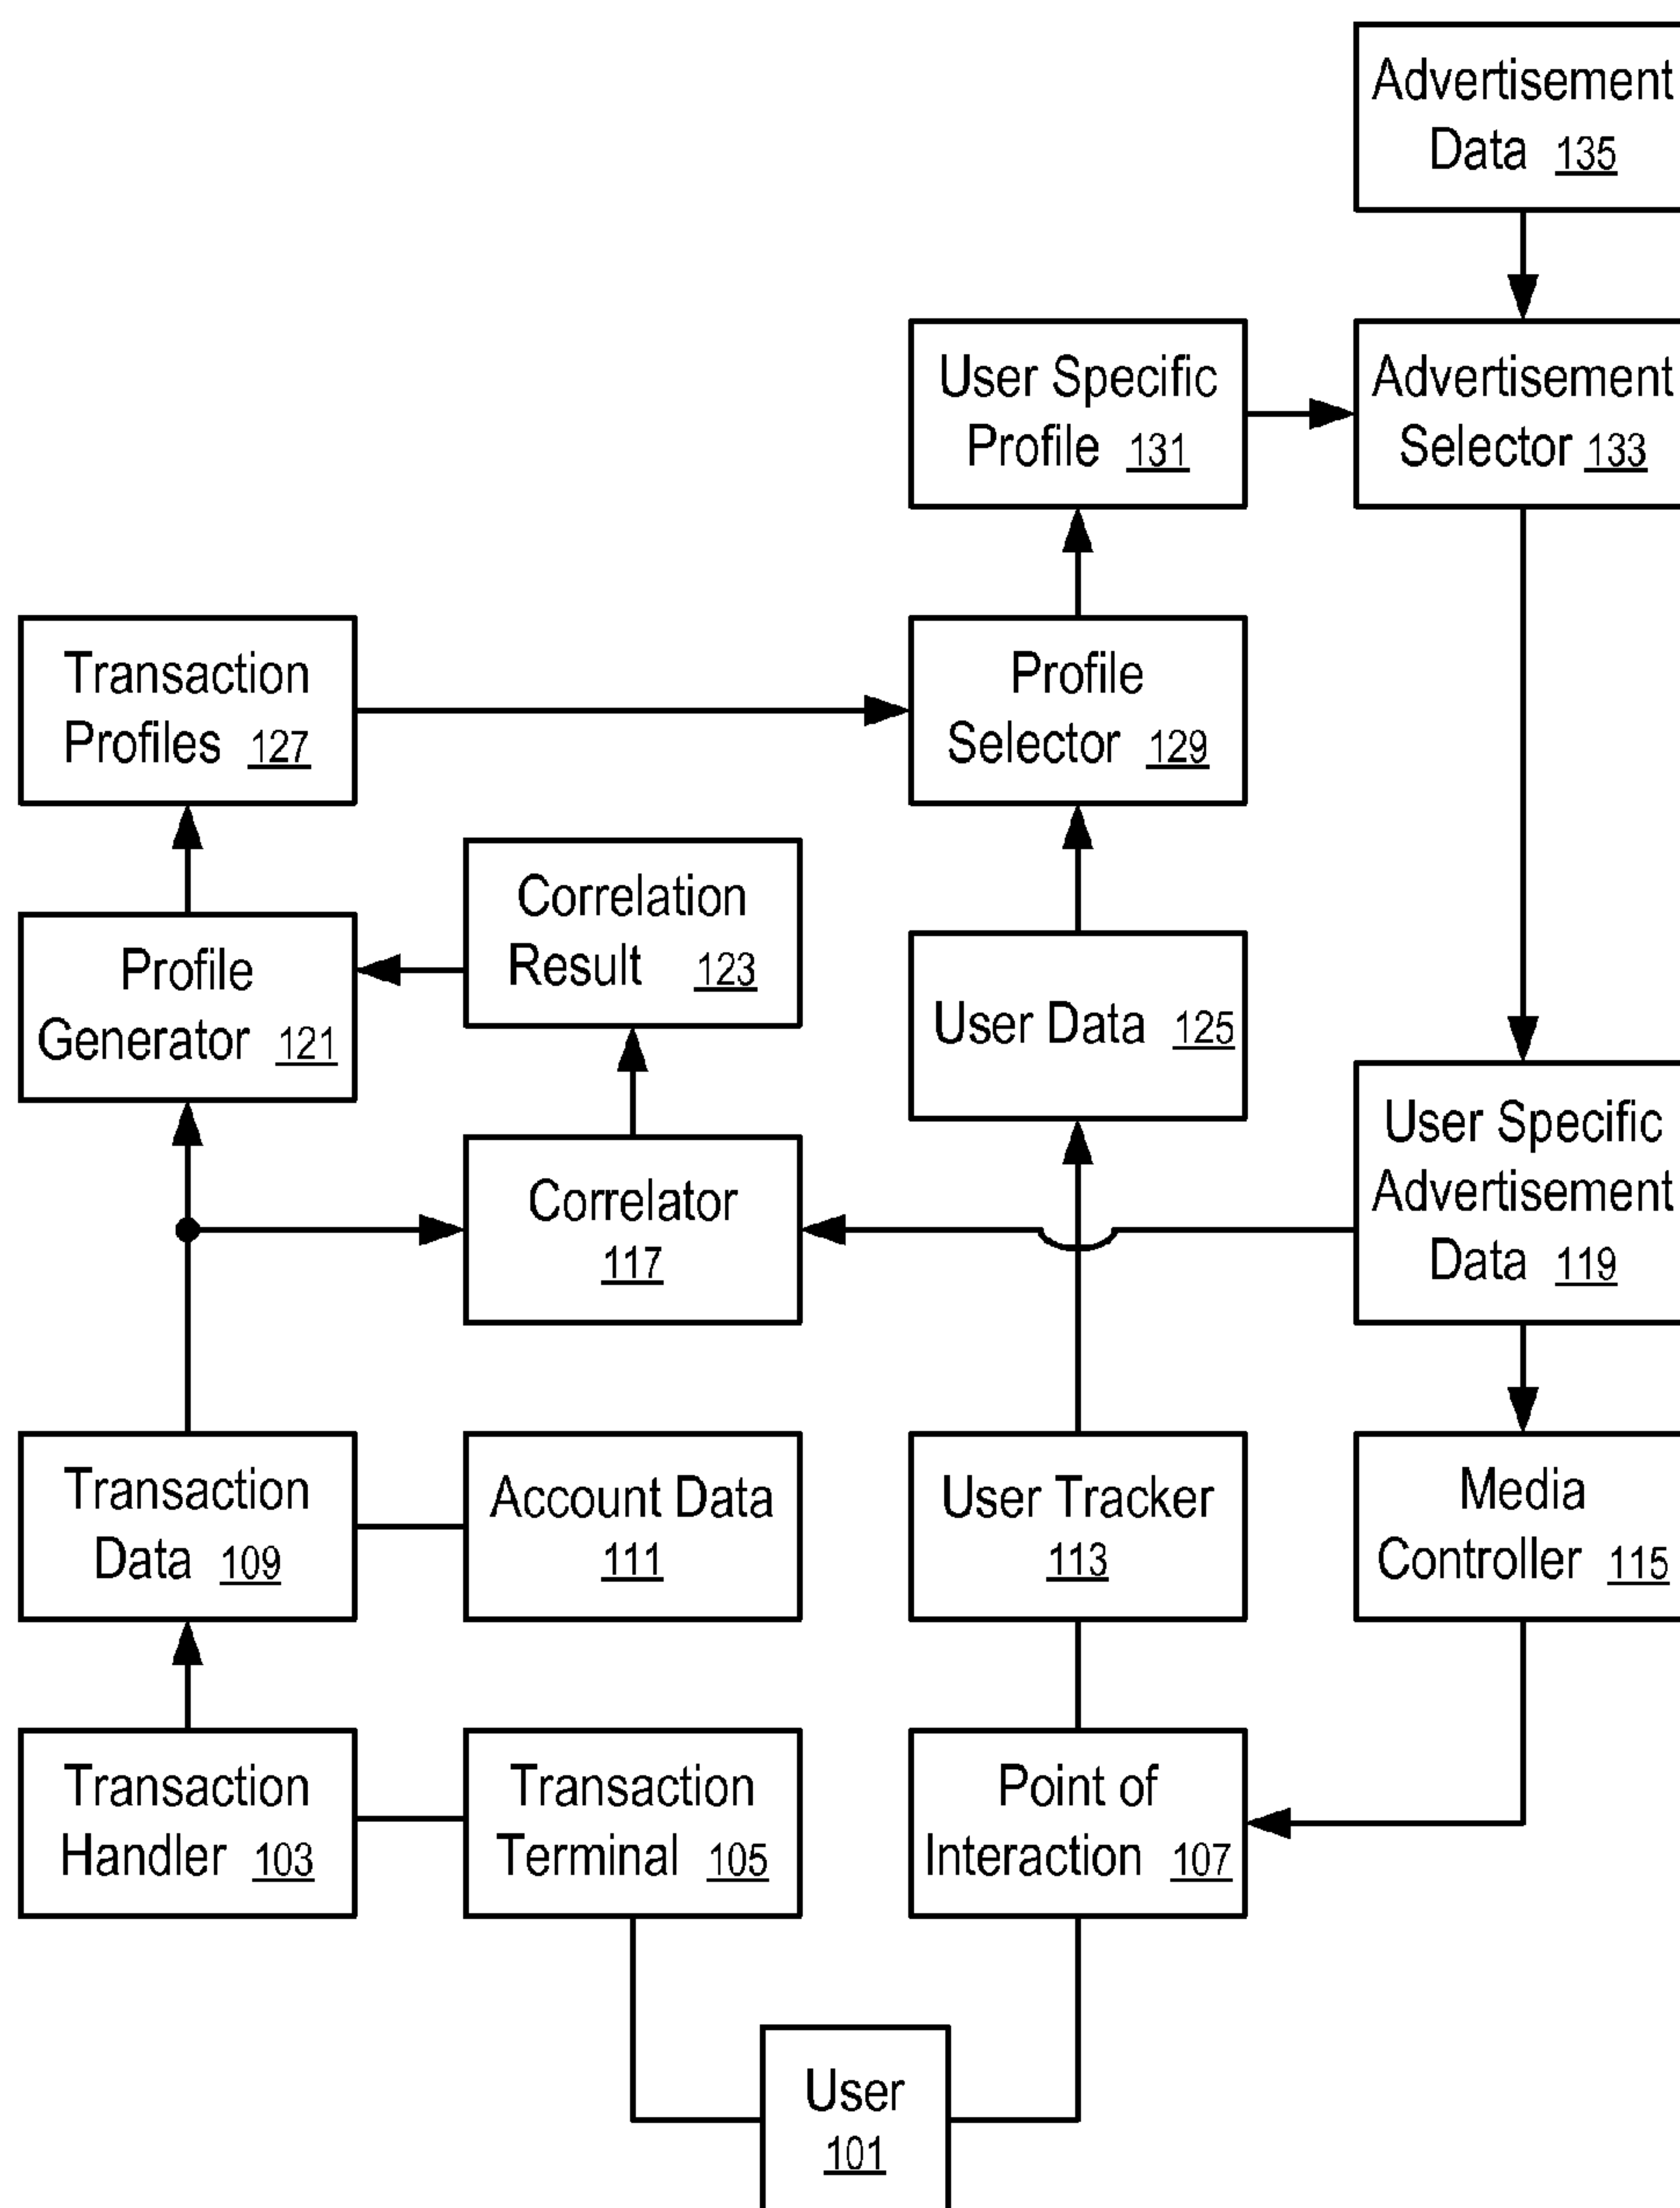 Advertisement
Data 135
User Specific
Profile 131
Advertisement
Selector 133
Transaction
Profiles 127
Profile
Selector 129
Correlation
Result 123
Profile
Generator 121
User Data 125
User Specific
Advertisement
Data 119
Correlator
117
Transaction
Data 109
Account Data
111
User Tracker
113
Media
Controller 115
Transaction
Handler 103
Transaction
Terminal 105
Point of
Interaction 107
User
101